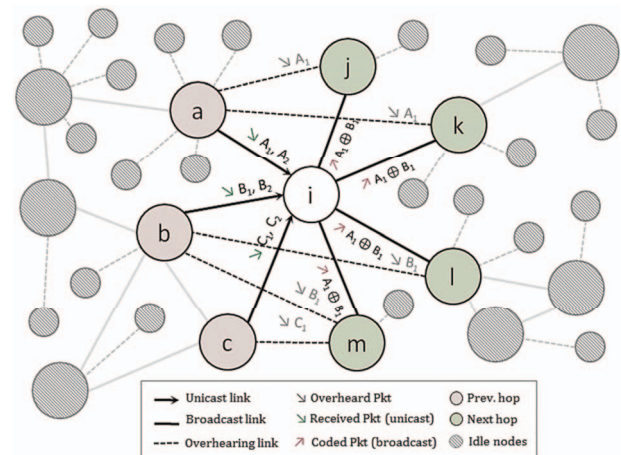 j
↘ A₁
a
↘ A₁
k
↘ A₁, A₂
↗ A₁ ⊕ B₁
↗ A₁ ⊕ B₁
↘ B₁, B₂
i
b
↗ C₁, C₂
↗ A₁ ⊕ B₁
↘ B₁
l
↘ B₁
↗ A₁ ⊕ B₁
c
↘ C₁
m
Unicast link
↘ Overheard Pkt
Prev. hop
Broadcast link
↘ Received Pkt (unicast)
Next hop
Overhearing link
↗ Coded Pkt (broadcast)
Idle nodes